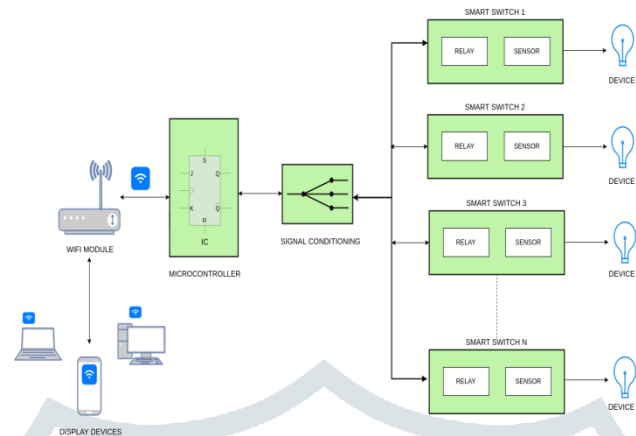 SMART SWITCH 1
RELAY
SENSOR
DEVICE
SMART SWITCH 2
RELAY
SENSOR
DEVICE
S
J
Q
K
Q
R
IC
MICROCONTROLLER
WIFI MODULE
SIGNAL CONDITIONING
SMART SWITCH 3
RELAY
SENSOR
DEVICE
SMART SWITCH N
RELAY
SENSOR
DEVICE
DISPLAY DEVICES